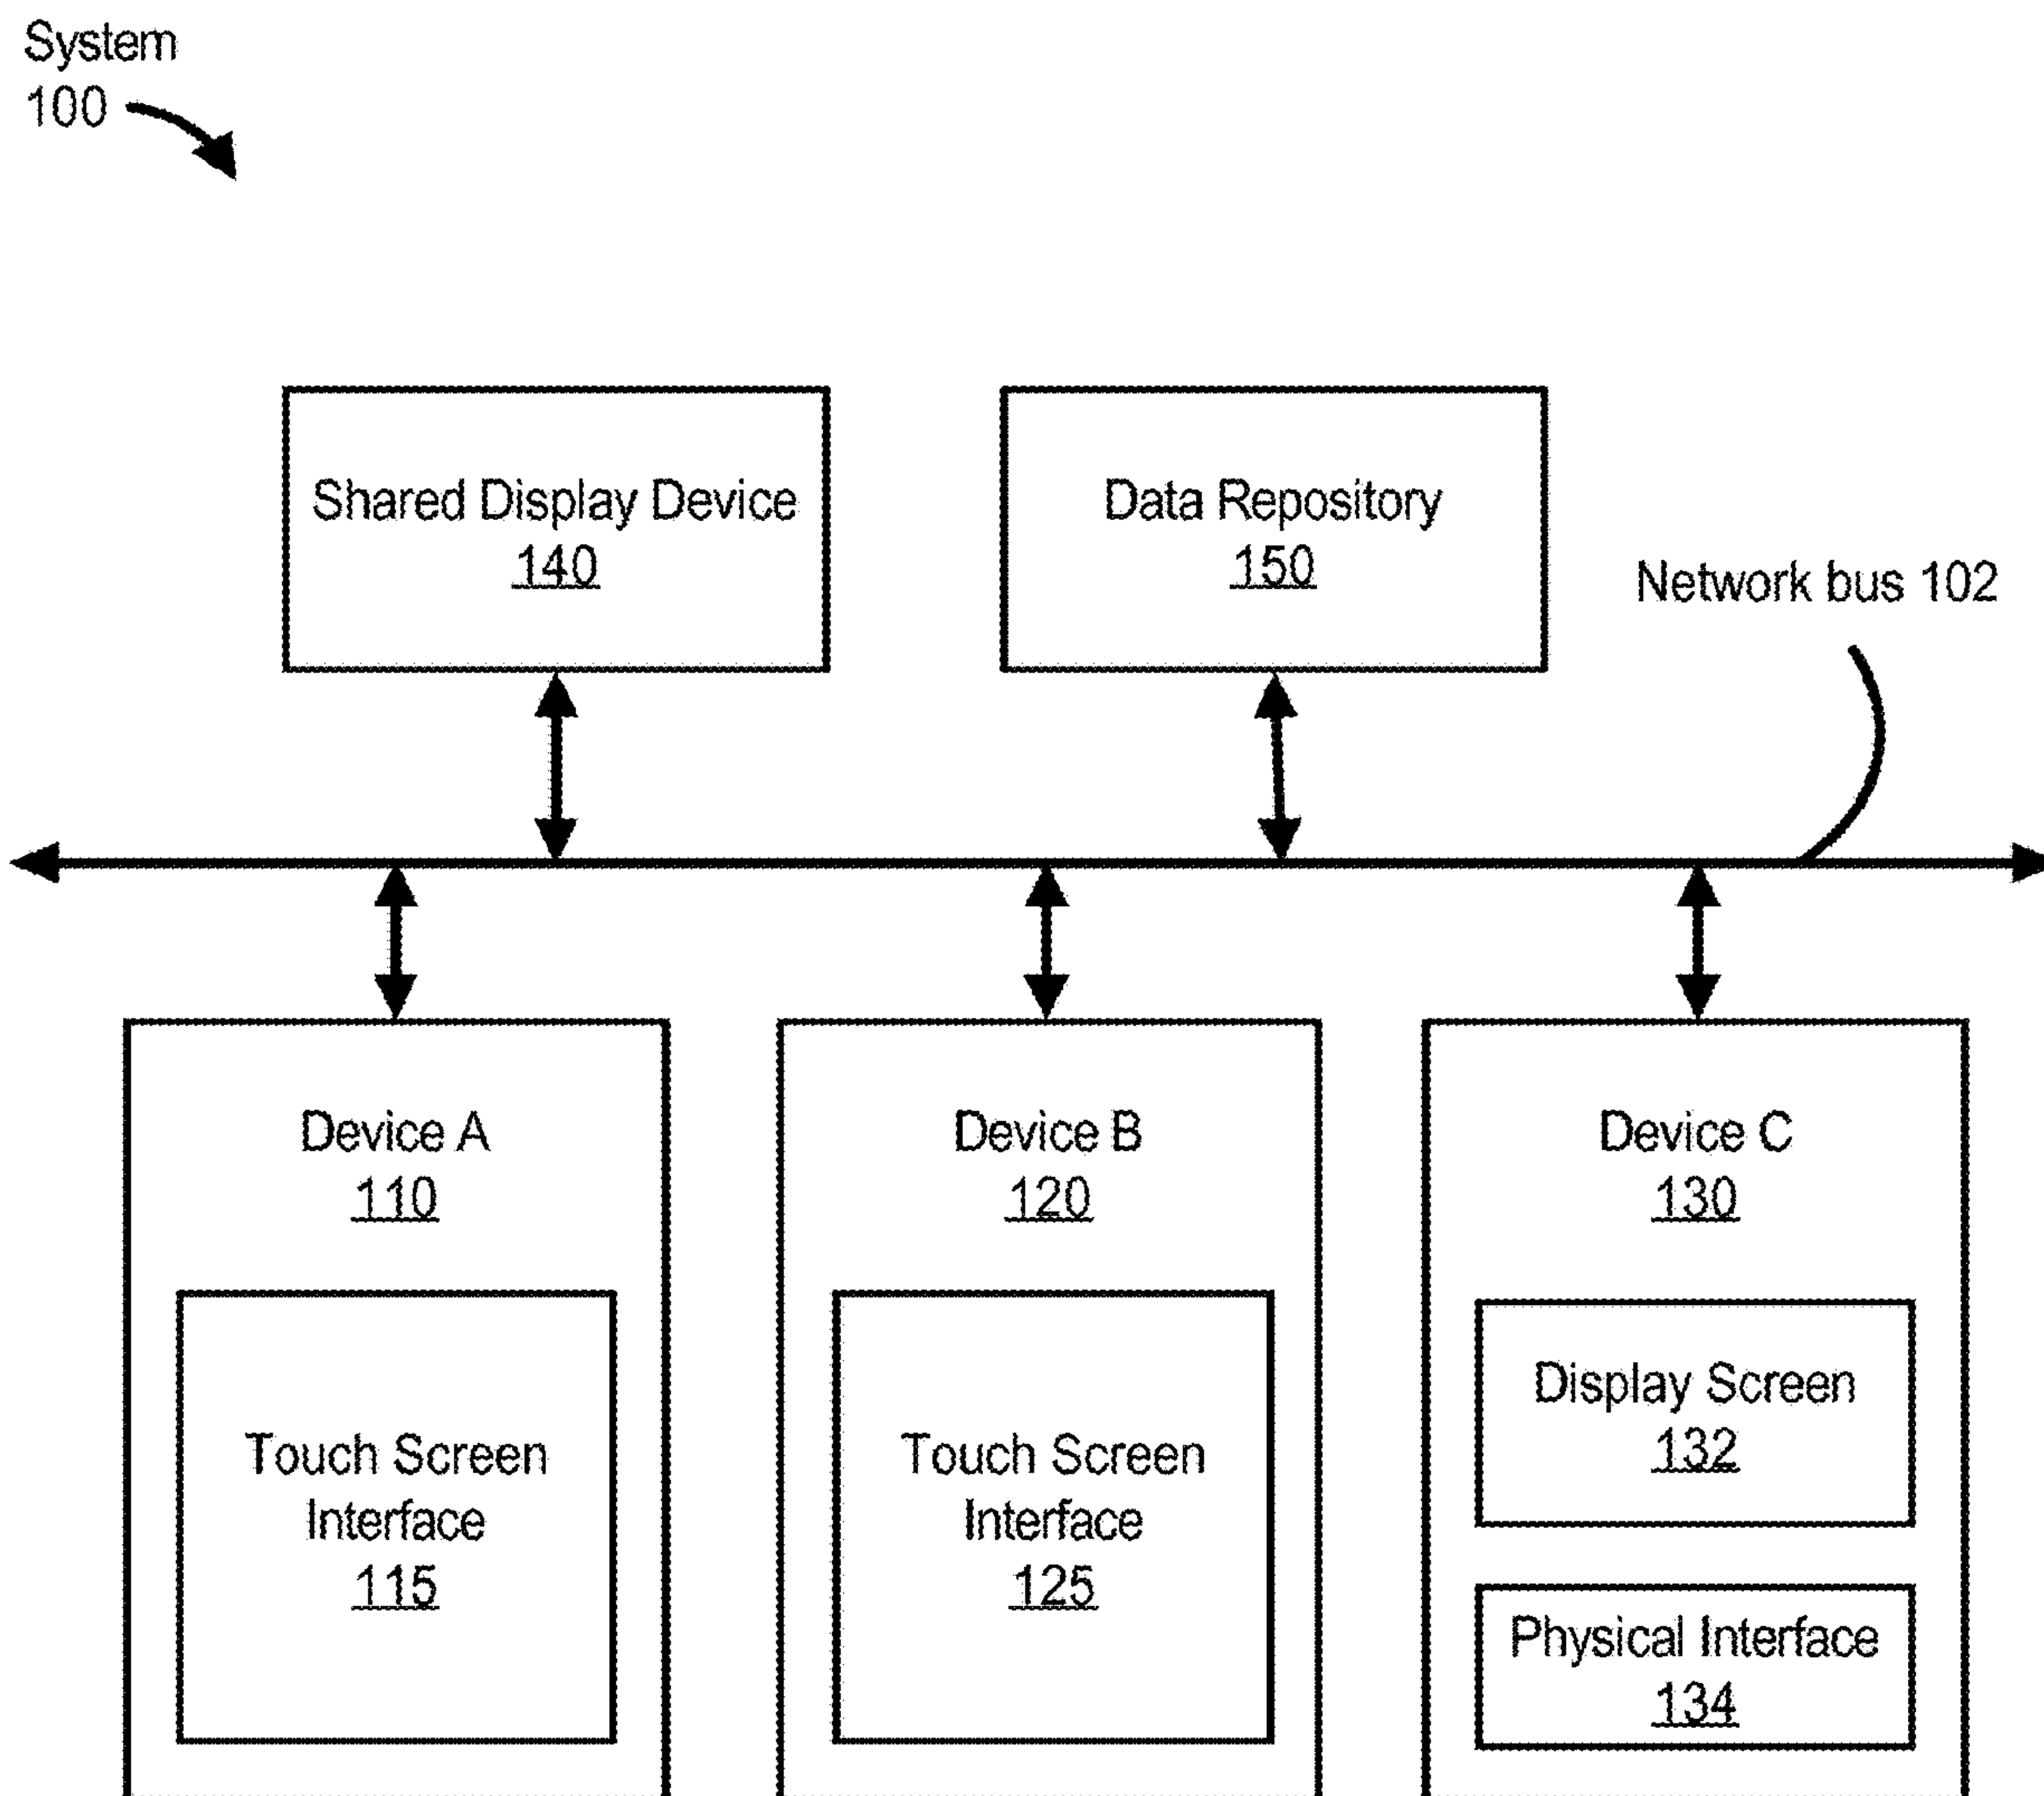 System
100
Shared Display Device
140
Data Repository
150
Network bus 102
Device A
110
Touch Screen
Interface
115
Device B
120
Touch Screen
Interface
125
Device C
130
Display Screen
132
Physical Interface
134